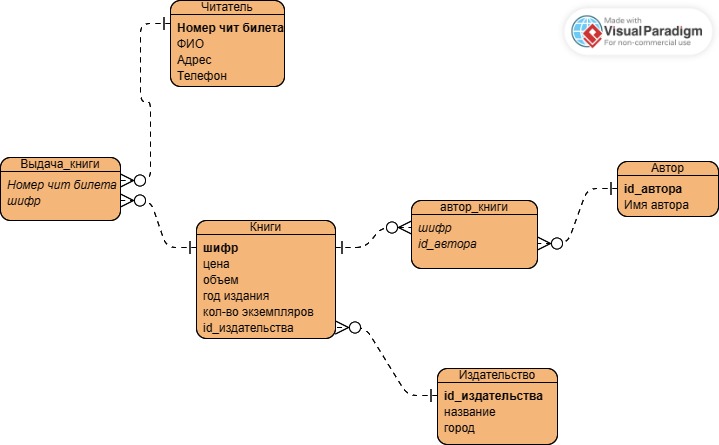 Читатель
Номер чит билета
ФИО
Адрес
Телефон
Made with
Visual Paradigm
For non-commercial use
Выдача_книги
Номер чит билета
шифр
Книги
шифр
цена
объем
год издания
кол-во экземпляров
id_издательства
автор_книги
шифр
id_автора
Автор
id_автора
Имя автора
Издательство
id_издательства
название
город